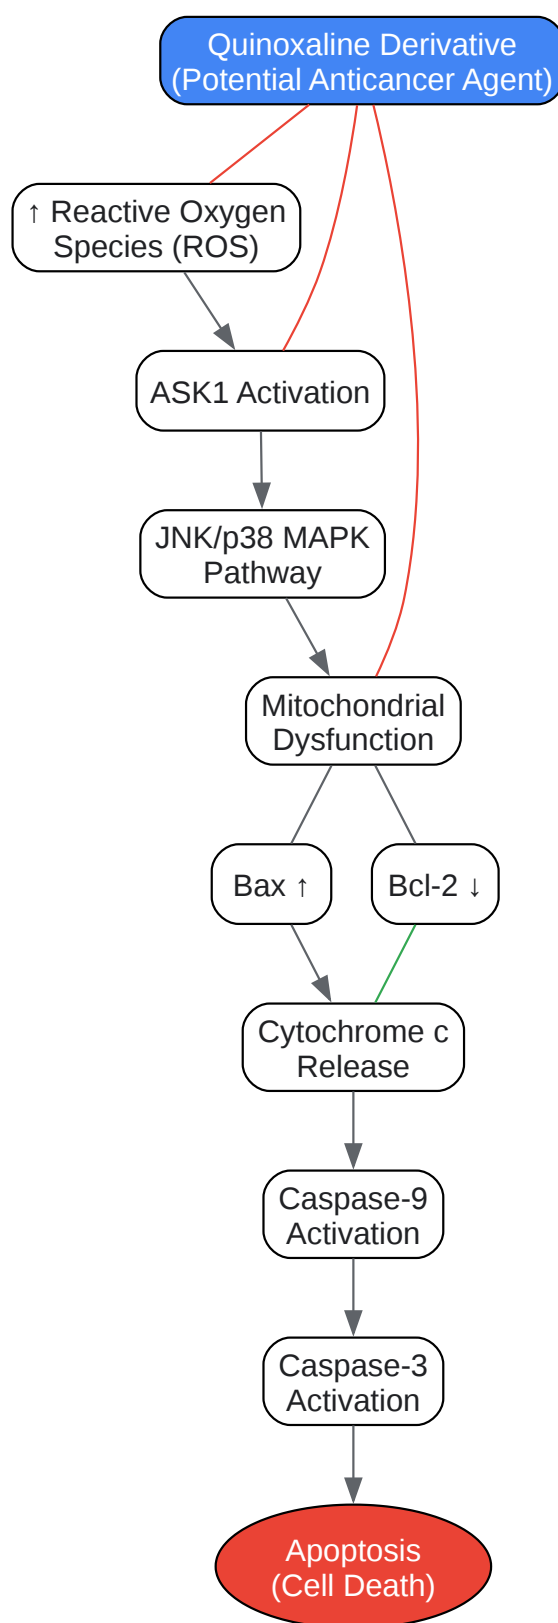 Quinoxaline Derivative
(Potential Anticancer Agent)
↑ Reactive Oxygen
Species (ROS)
ASK1 Activation
JNK/p38 MAPK
Pathway
Mitochondrial
Dysfunction
Bax ↑
Bcl-2 ↓
Cytochrome c
Release
Caspase-9
Activation
Caspase-3
Activation
Apoptosis
(Cell Death)